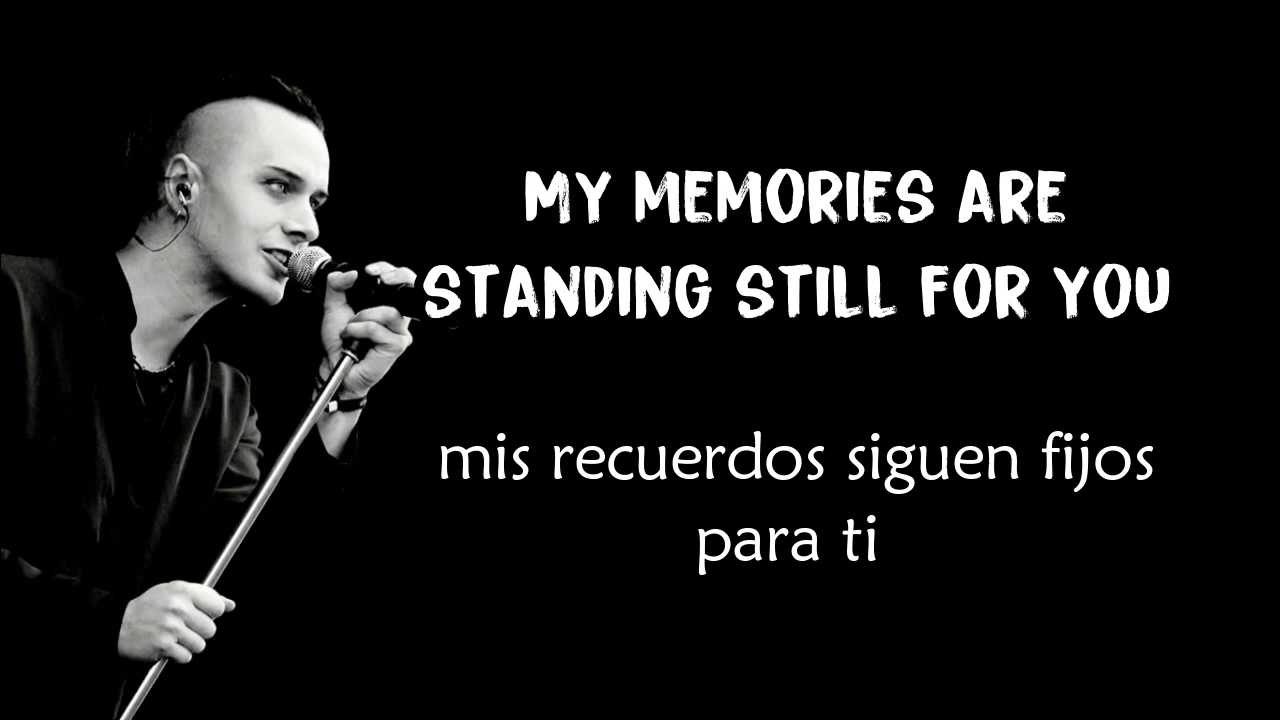 MY MEMORIES ARE
STANDING STILL FOR YOU
mis recuerdos siguen fijos
para ti